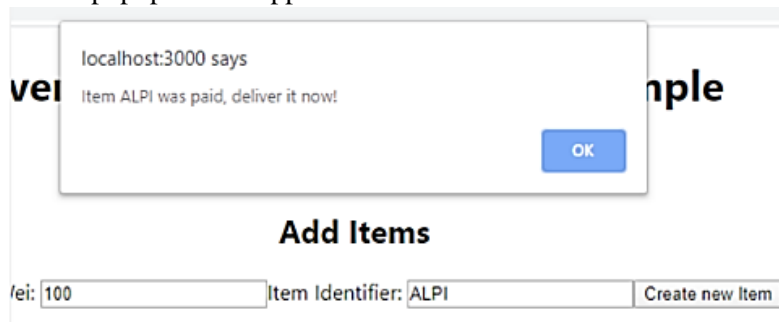 localhost:3000 says
Item ALPI was paid, deliver it now!
OK
Add Items
100 Item Identifier: ALPI Create new Item